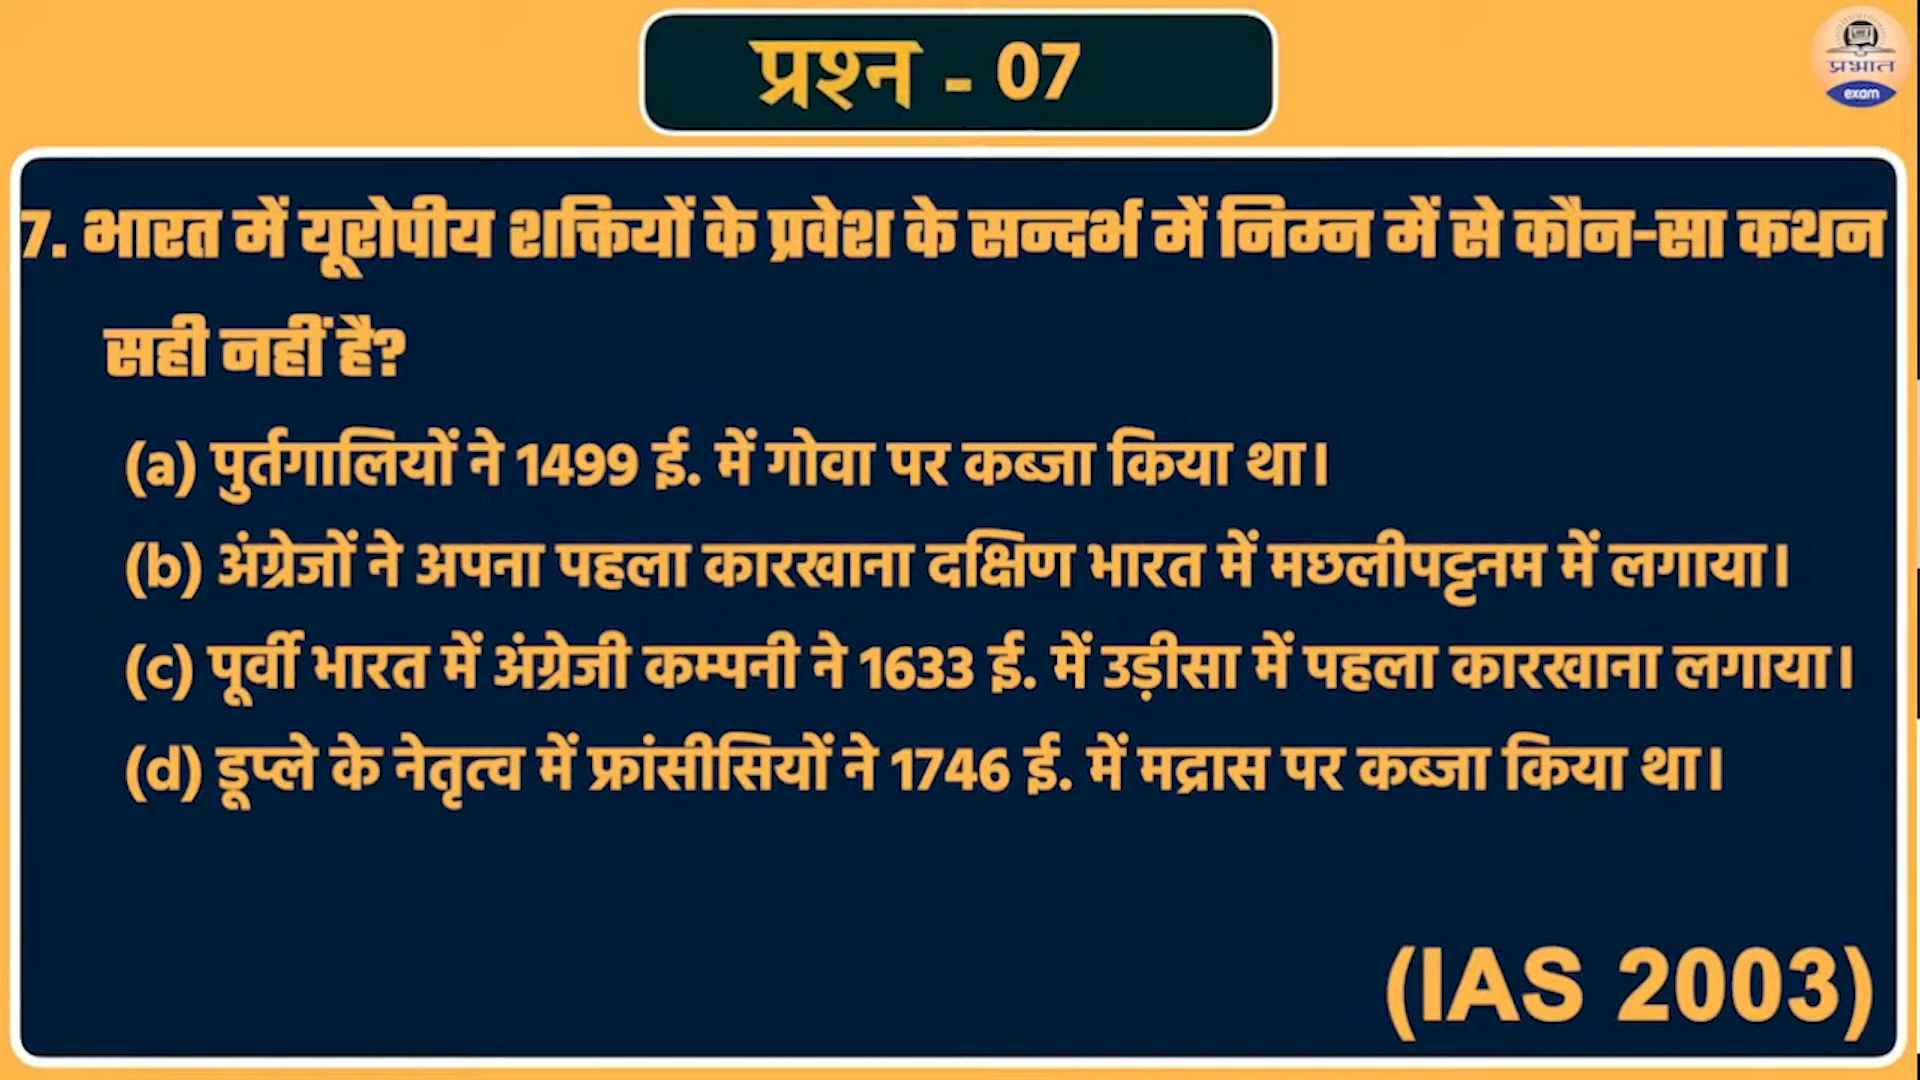 प्रश्न - 07
प्रभात
exam
7. भारत में यूरोपीय शक्तियों के प्रवेश के सन्दर्भ में निम्न में से कौन-सा कथन
सही नहीं है?
(a) पुर्तगालियों ने 1499 ई. में गोवा पर कब्जा किया था।
(b) अंग्रेजों ने अपना पहला कारखाना दक्षिण भारत में मछलीपट्टनम में लगाया।
(c) पूर्वी भारत में अंग्रेजी कम्पनी ने 1633 ई. में उड़ीसा में पहला कारखाना लगाया।
(d) डूप्ले के नेतृत्व में फ्रांसीसियों ने 1746 ई. में मद्रास पर कब्जा किया था।
(IAS 2003)